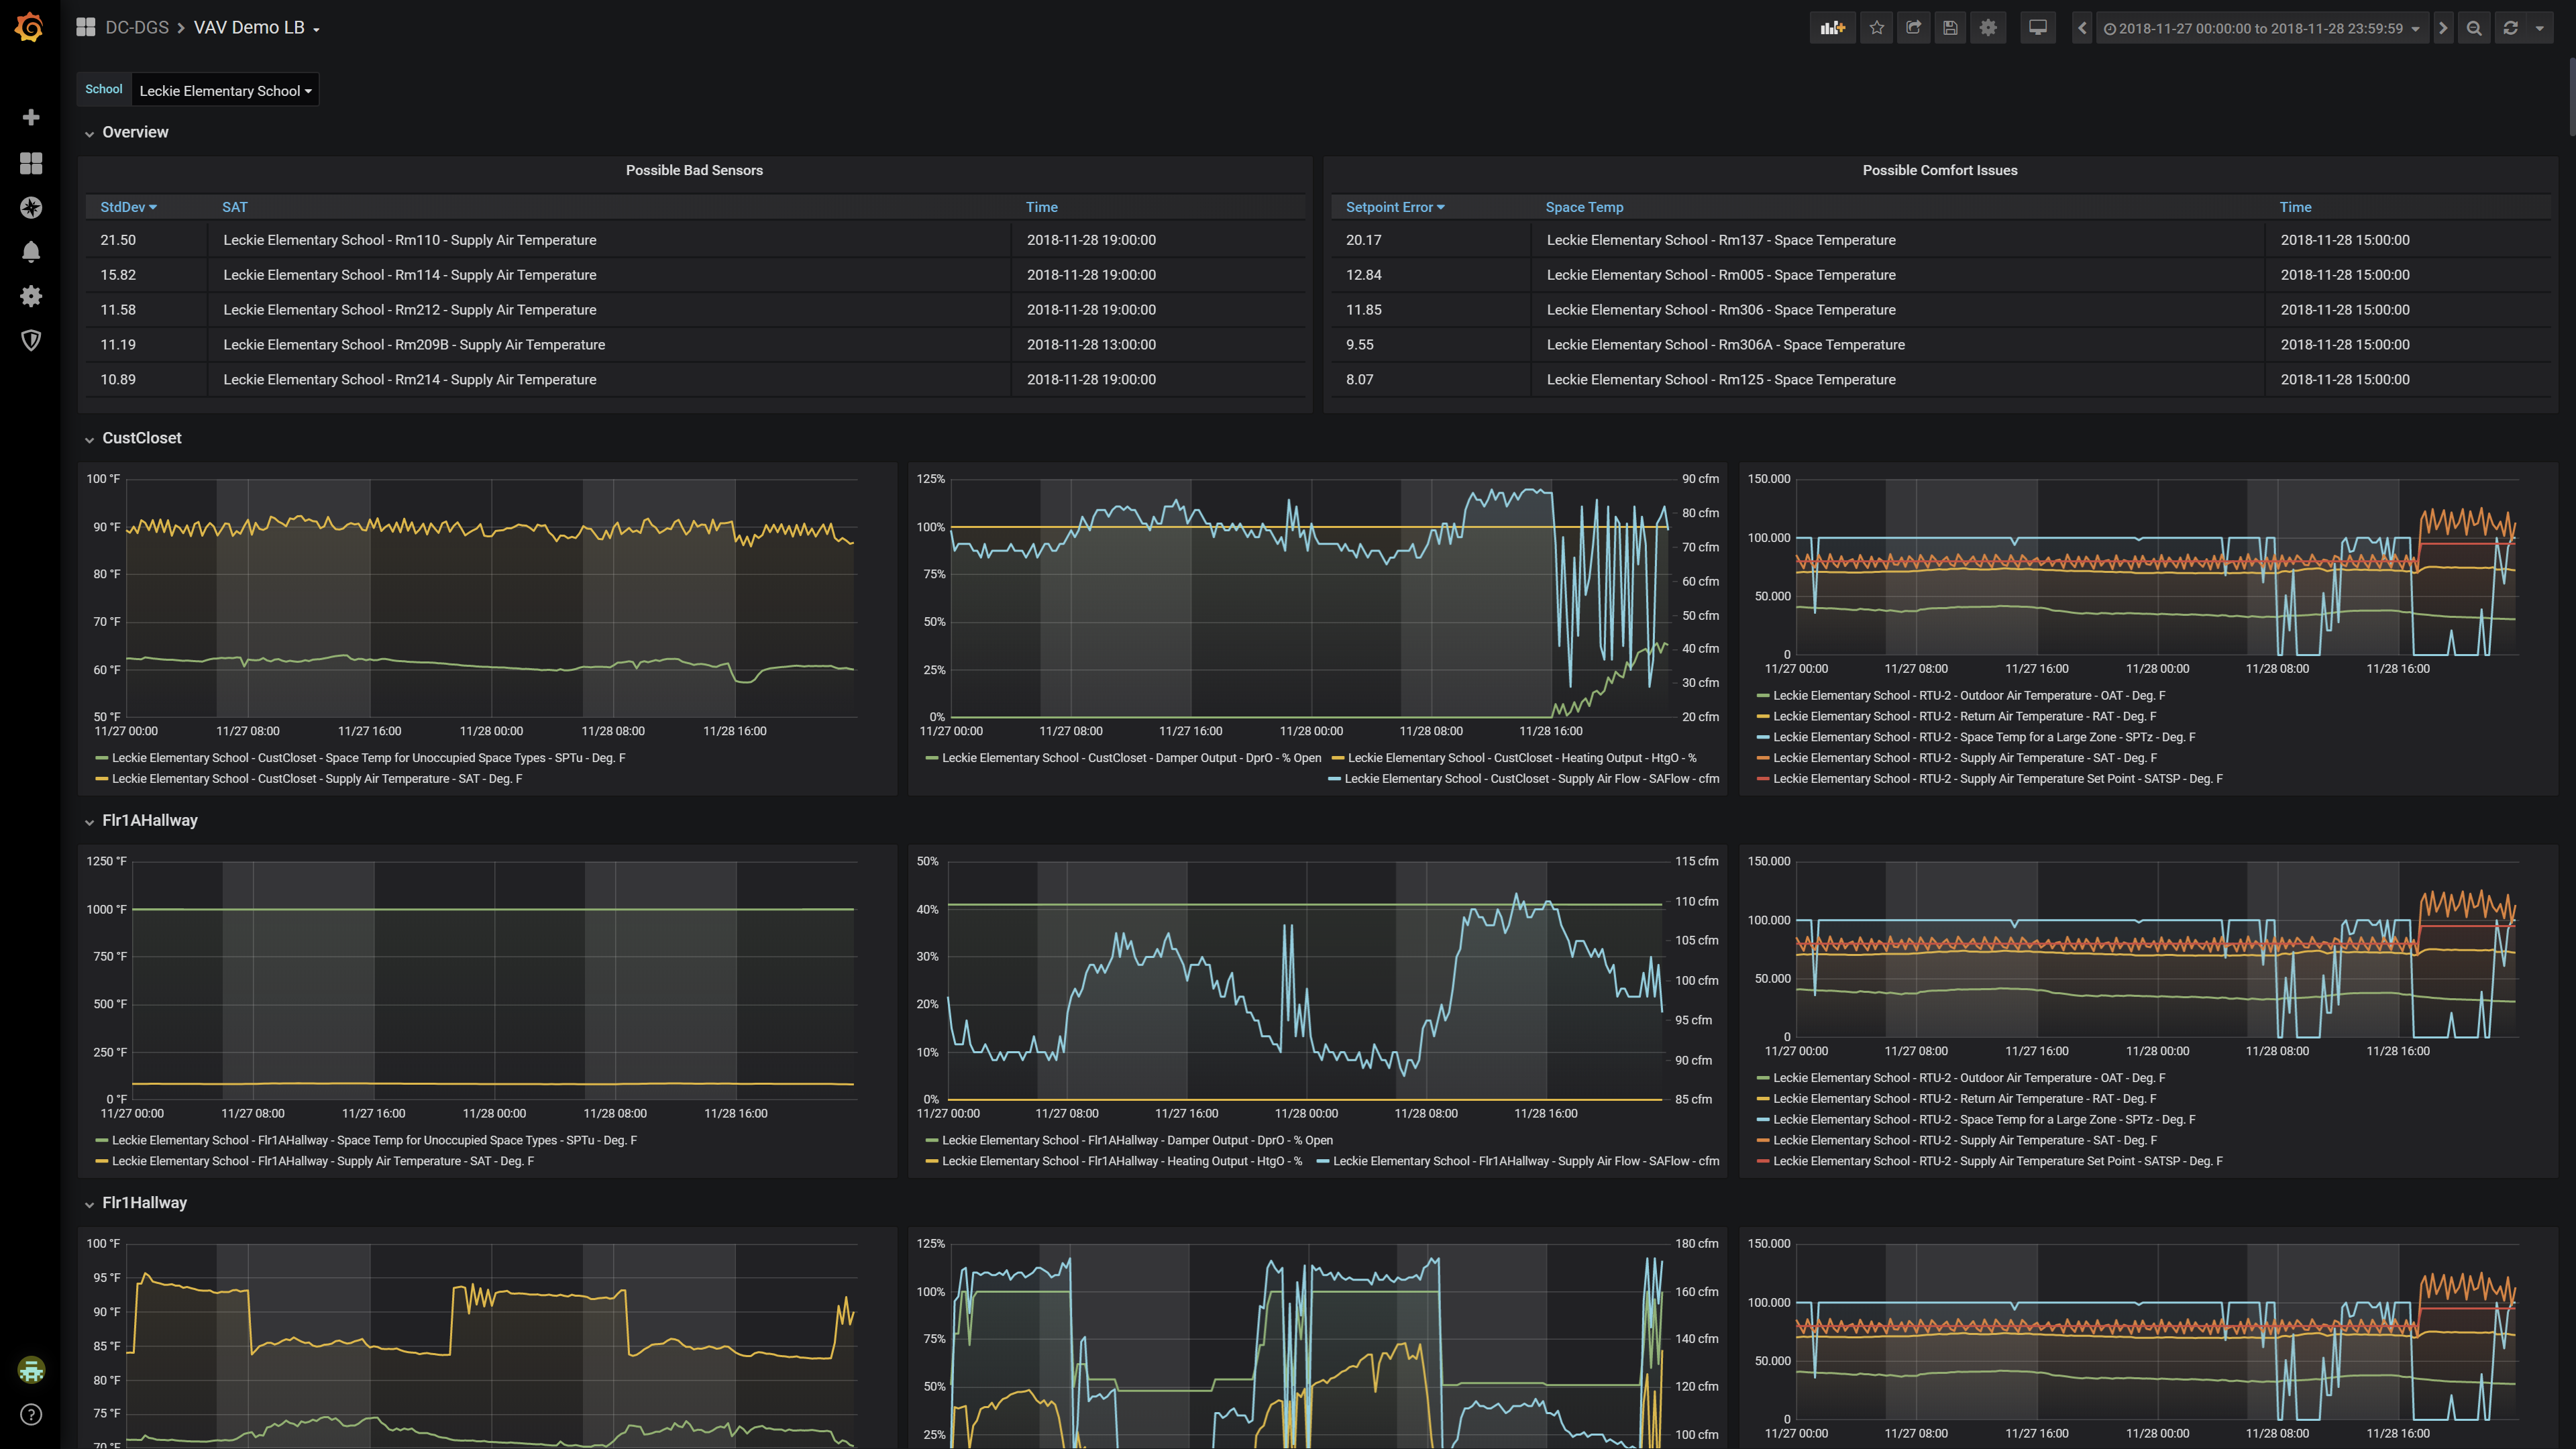 DC-DGS > VAV Demo LB
2018-11-27 00:00:00 to 2018-11-28 23:59:59
School Leckie Elementary School
Overview
Possible Bad Sensors
StdDev SAT Time
21.50 Leckie Elementary School - Rm110 - Supply Air Temperature 2018-11-28 19:00:00
15.82 Leckie Elementary School - Rm114 - Supply Air Temperature 2018-11-28 19:00:00
11.58 Leckie Elementary School - Rm212 - Supply Air Temperature 2018-11-28 19:00:00
11.19 Leckie Elementary School - Rm209B - Supply Air Temperature 2018-11-28 13:00:00
10.89 Leckie Elementary School - Rm214 - Supply Air Temperature 2018-11-28 19:00:00
Possible Comfort Issues
Setpoint Error Space Temp Time
20.17 Leckie Elementary School - Rm137 - Space Temperature 2018-11-28 15:00:00
12.84 Leckie Elementary School - Rm005 - Space Temperature 2018-11-28 15:00:00
11.85 Leckie Elementary School - Rm306 - Space Temperature 2018-11-28 15:00:00
9.55 Leckie Elementary School - Rm306A - Space Temperature 2018-11-28 15:00:00
8.07 Leckie Elementary School - Rm125 - Space Temperature 2018-11-28 15:00:00
CustCloset
100 °F
90 °F
80 °F
70 °F
60 °F
50 °F
11/27 00:00 11/27 08:00 11/27 16:00 11/28 00:00 11/28 08:00 11/28 16:00
Leckie Elementary School - CustCloset - Space Temp for Unoccupied Space Types - SPTu - Deg. F
Leckie Elementary School - CustCloset - Supply Air Temperature - SAT - Deg. F
125% 90 cfm
100% 80 cfm
70 cfm
75% 60 cfm
50% 50 cfm
40 cfm
25% 30 cfm
0% 20 cfm
11/27 00:00 11/27 08:00 11/27 16:00 11/28 00:00 11/28 08:00 11/28 16:00
Leckie Elementary School - CustCloset - Damper Output - DprO - % Open Leckie Elementary School - CustCloset - Heating Output - HtgO - %
Leckie Elementary School - CustCloset - Supply Air Flow - SAFlow - cfm
150.000
100.000
50.000
0
11/27 00:00 11/27 08:00 11/27 16:00 11/28 00:00 11/28 08:00 11/28 16:00
Leckie Elementary School - RTU-2 - Outdoor Air Temperature - OAT - Deg. F
Leckie Elementary School - RTU-2 - Return Air Temperature - RAT - Deg. F
Leckie Elementary School - RTU-2 - Space Temp for a Large Zone - SPTz - Deg. F
Leckie Elementary School - RTU-2 - Supply Air Temperature - SAT - Deg. F
Leckie Elementary School - RTU-2 - Supply Air Temperature Set Point - SATSP - Deg. F
Flr1AHallway
1250 °F
1000 °F
750 °F
500 °F
250 °F
0 °F
11/27 00:00 11/27 08:00 11/27 16:00 11/28 00:00 11/28 08:00 11/28 16:00
Leckie Elementary School - Flr1AHallway - Space Temp for Unoccupied Space Types - SPTu - Deg. F
Leckie Elementary School - Flr1AHallway - Supply Air Temperature - SAT - Deg. F
50% 115 cfm
40% 110 cfm
105 cfm
30% 100 cfm
20% 95 cfm
10% 90 cfm
0% 85 cfm
11/27 00:00 11/27 08:00 11/27 16:00 11/28 00:00 11/28 08:00 11/28 16:00
Leckie Elementary School - Flr1AHallway - Damper Output - DprO - % Open
Leckie Elementary School - Flr1AHallway - Heating Output - HtgO - % Leckie Elementary School - Flr1AHallway - Supply Air Flow - SAFlow - cfm
150.000
100.000
50.000
0
11/27 00:00 11/27 08:00 11/27 16:00 11/28 00:00 11/28 08:00 11/28 16:00
Leckie Elementary School - RTU-2 - Outdoor Air Temperature - OAT - Deg. F
Leckie Elementary School - RTU-2 - Return Air Temperature - RAT - Deg. F
Leckie Elementary School - RTU-2 - Space Temp for a Large Zone - SPTz - Deg. F
Leckie Elementary School - RTU-2 - Supply Air Temperature - SAT - Deg. F
Leckie Elementary School - RTU-2 - Supply Air Temperature Set Point - SATSP - Deg. F
Flr1Hallway
100 °F
95 °F
90 °F
85 °F
80 °F
75 °F
70 °F
125% 180 cfm
100% 160 cfm
75% 140 cfm
50% 120 cfm
25% 100 cfm
150.000
100.000
50.000
0
11/27 00:00 11/27 08:00 11/27 16:00 11/28 00:00 11/28 08:00 11/28 16:00